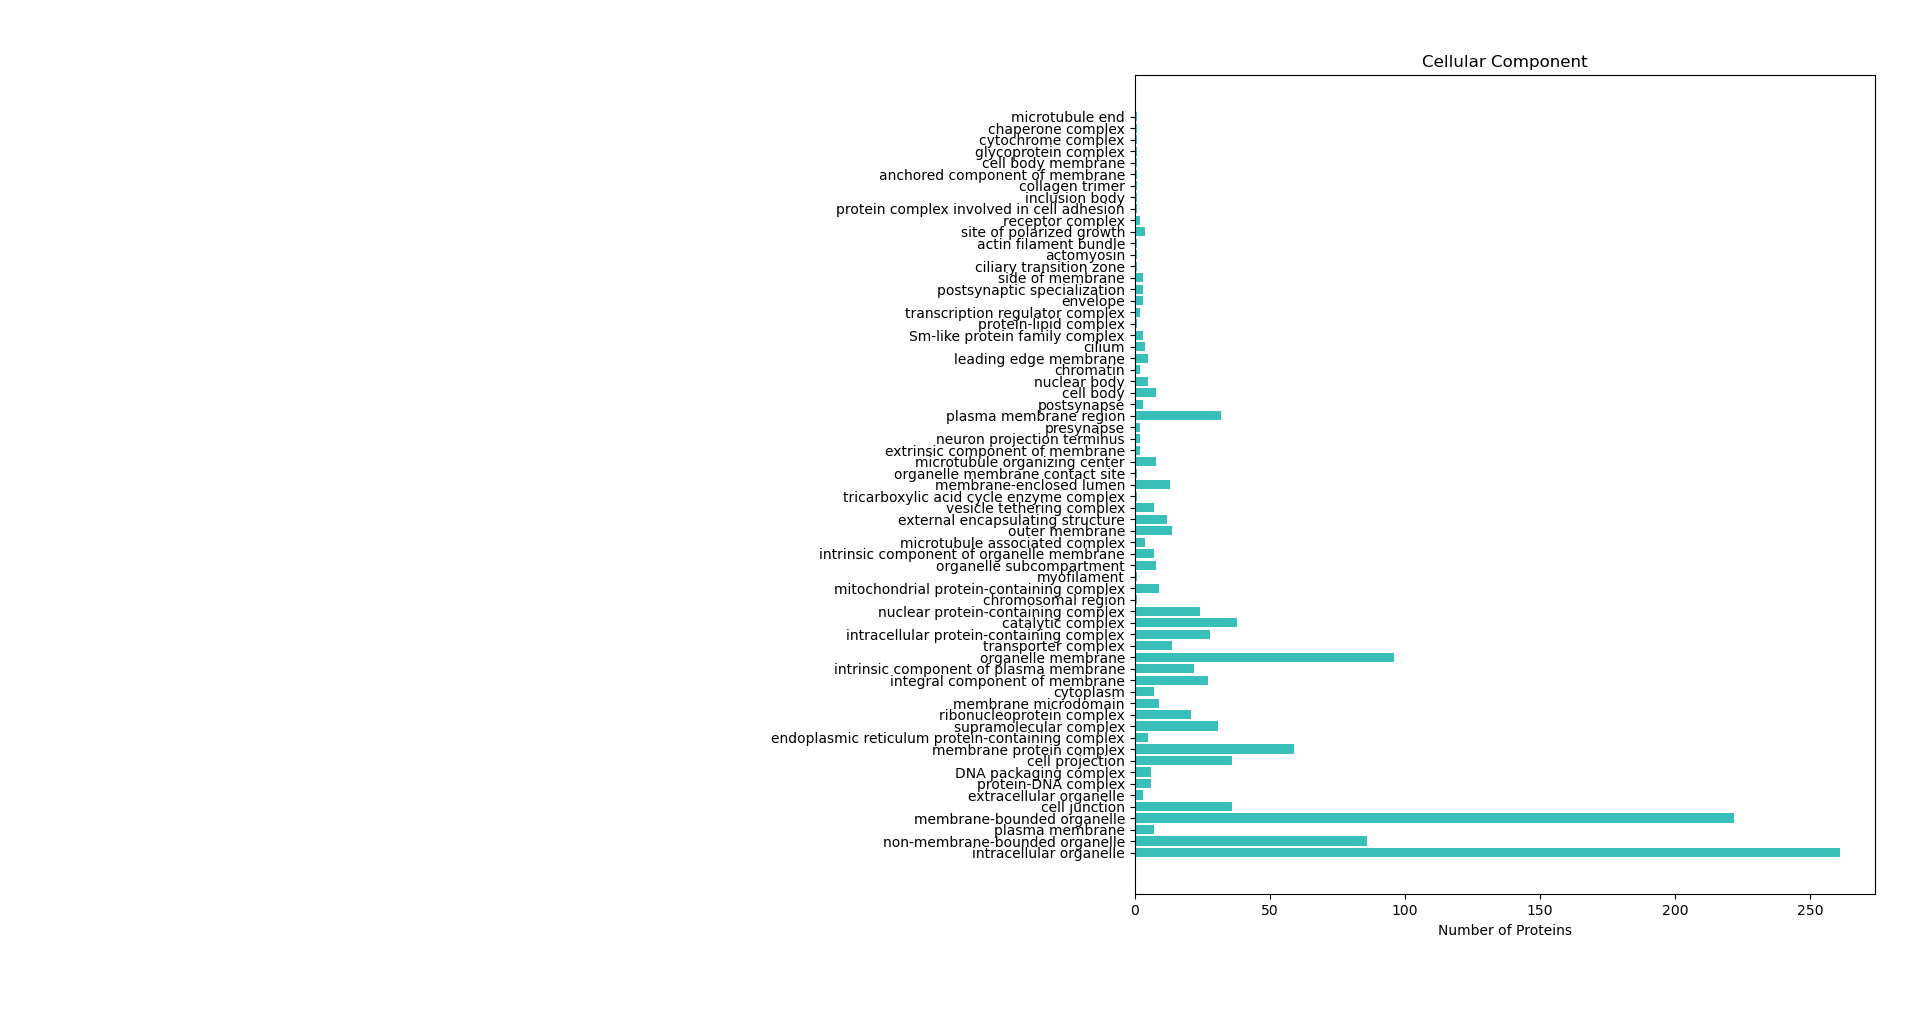 Cellular Component
microtubule end
chaperone complex
cytochrome complex
glycoprotein complex
cell body membrane
anchored component of membrane
collagen trimer
inclusion body
protein complex involved in cell adhesion
receptor complex
site of polarized growth
actin filament bundle
actomyosin
ciliary transition zone
side of membrane
postsynaptic specialization
envelope
transcription regulator complex
protein-lipid complex
Sm-like protein family complex
cilium
leading edge membrane
chromatin
nuclear body
cell body
postsynapse
plasma membrane region
presynapse
neuron projection terminus
extrinsic component of membrane
microtubule organizing center
organelle membrane contact site
membrane-enclosed lumen
tricarboxylic acid cycle enzyme complex
vesicle tethering complex
external encapsulating structure
outer membrane
microtubule associated complex
intrinsic component of organelle membrane
organelle subcompartment
myofilament
mitochondrial protein-containing complex
chromosomal region
nuclear protein-containing complex
catalytic complex
intracellular protein-containing complex
transporter complex
organelle membrane
intrinsic component of plasma membrane
integral component of membrane
cytoplasm
membrane microdomain
ribonucleoprotein complex
supramolecular complex
endoplasmic reticulum protein-containing complex
membrane protein complex
cell projection
DNA packaging complex
protein-DNA complex
extracellular organelle
cell junction
membrane-bounded organelle
plasma membrane
non-membrane-bounded organelle
intracellular organelle
0 50 100 150 200 250
Number of Proteins